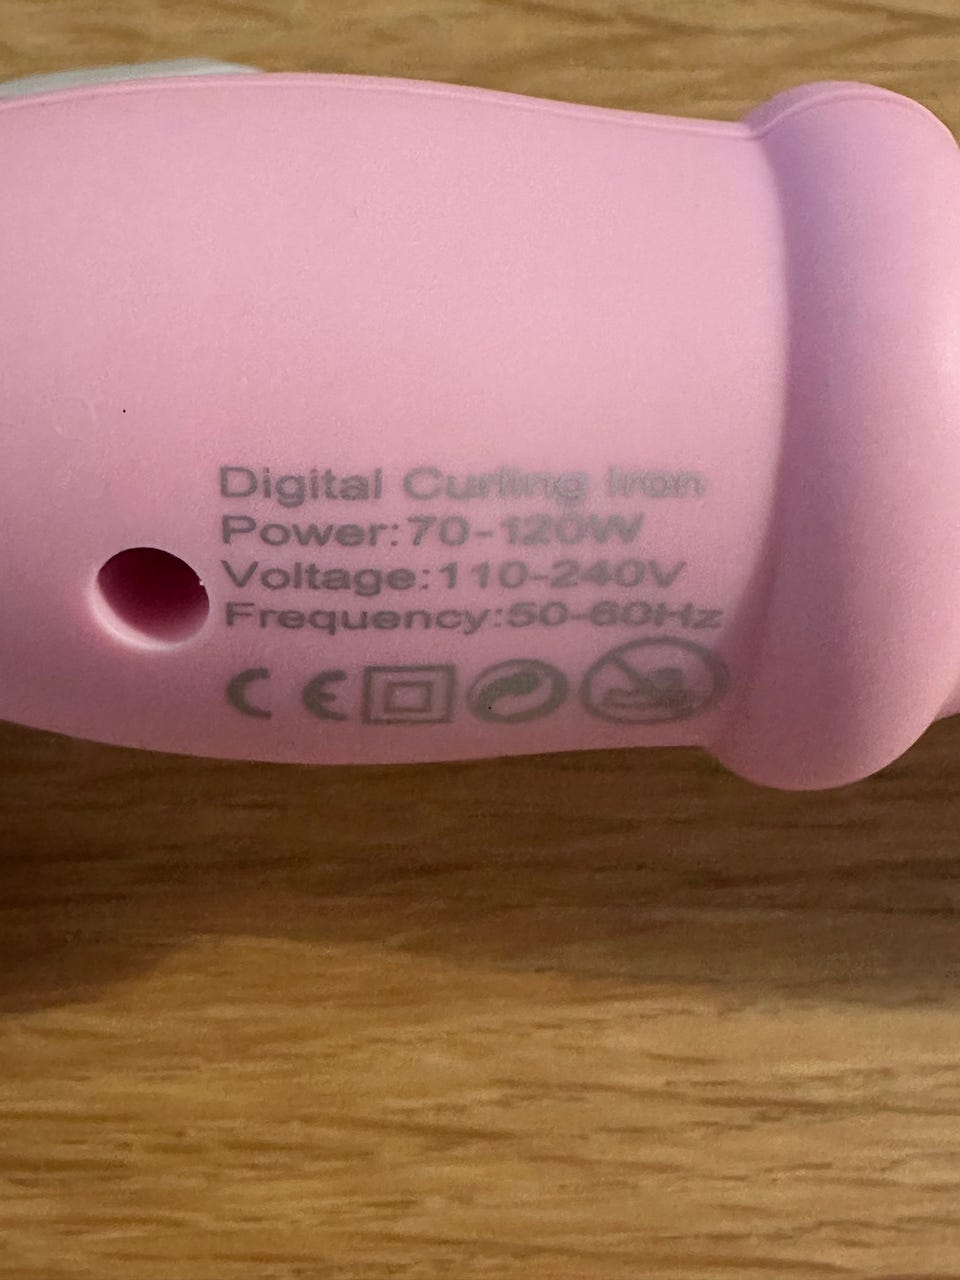 Digital Curling Iron
Power:70-120W
Voltage:110-240V
Frequency:50-60Hz
CE